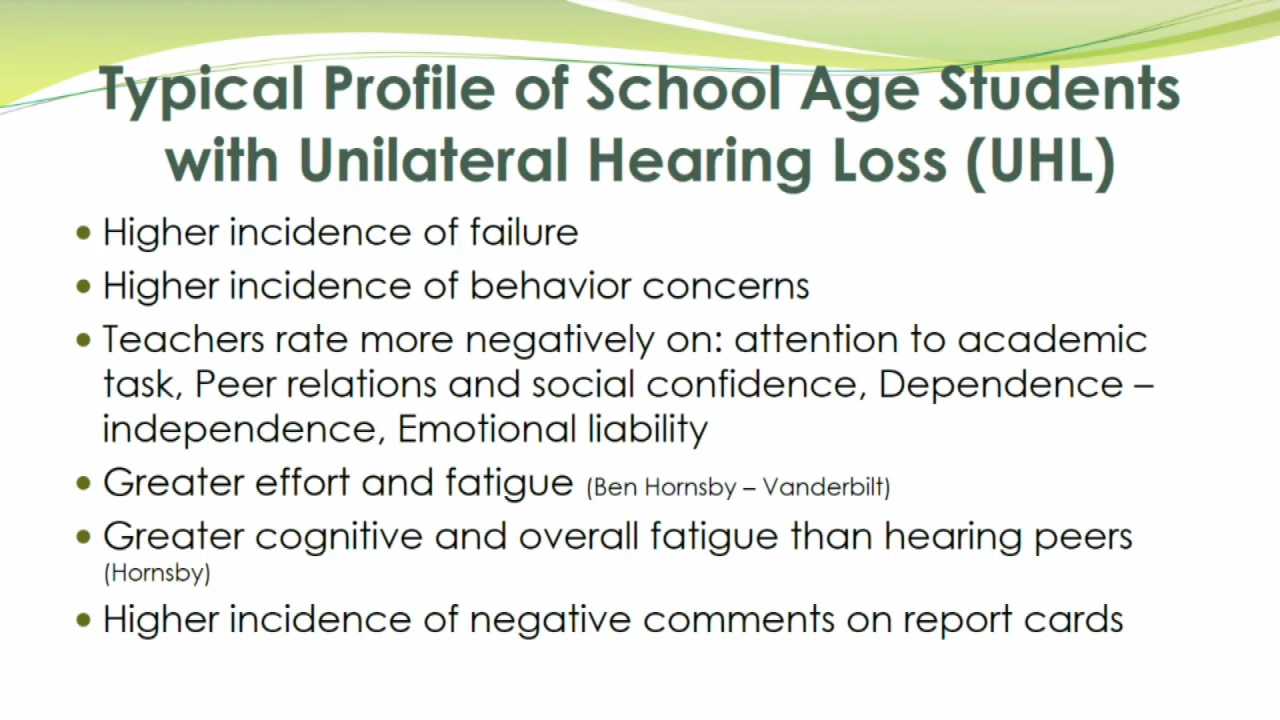 Typical Profile of School Age Students
with Unilateral Hearing Loss (UHL)
• Higher incidence of failure
• Higher incidence of behavior concerns
• Teachers rate more negatively on: attention to academic
task, Peer relations and social confidence, Dependence –
independence, Emotional liability
• Greater effort and fatigue (Ben Hornsby – Vanderbilt)
• Greater cognitive and overall fatigue than hearing peers
(Hornsby)
• Higher incidence of negative comments on report cards